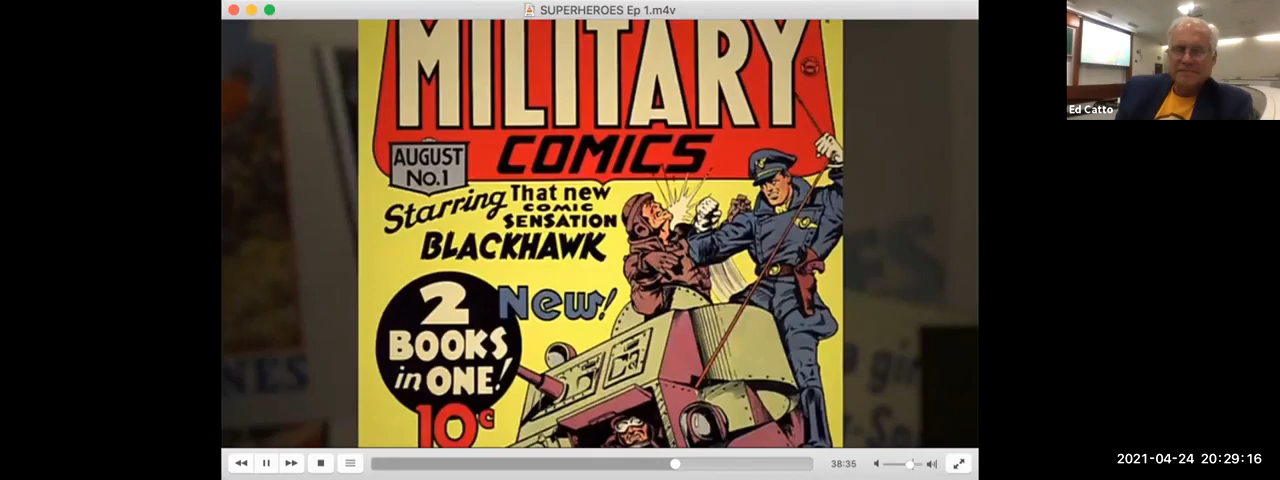 SUPERHEROES Ep 1.m4v
MILITARY
COMICS
AUGUST
No.1
Starring That new
COMIC
SENSATION
BLACKHAWK
2
BOOKS
in ONE!
New!
10¢
38:35
Ed Catto
2021-04-24 20:29:16